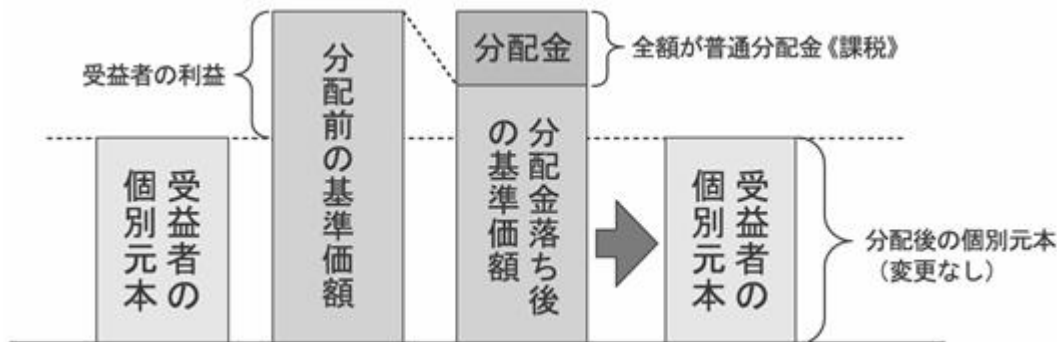 受益者の利益
分配前の基準価額
分配金
全額が普通分配金《課税》
受益者の
個別元本
分配金落ち後
の基準価額
受益者の
個別元本
分配後の個別元本
（変更なし）